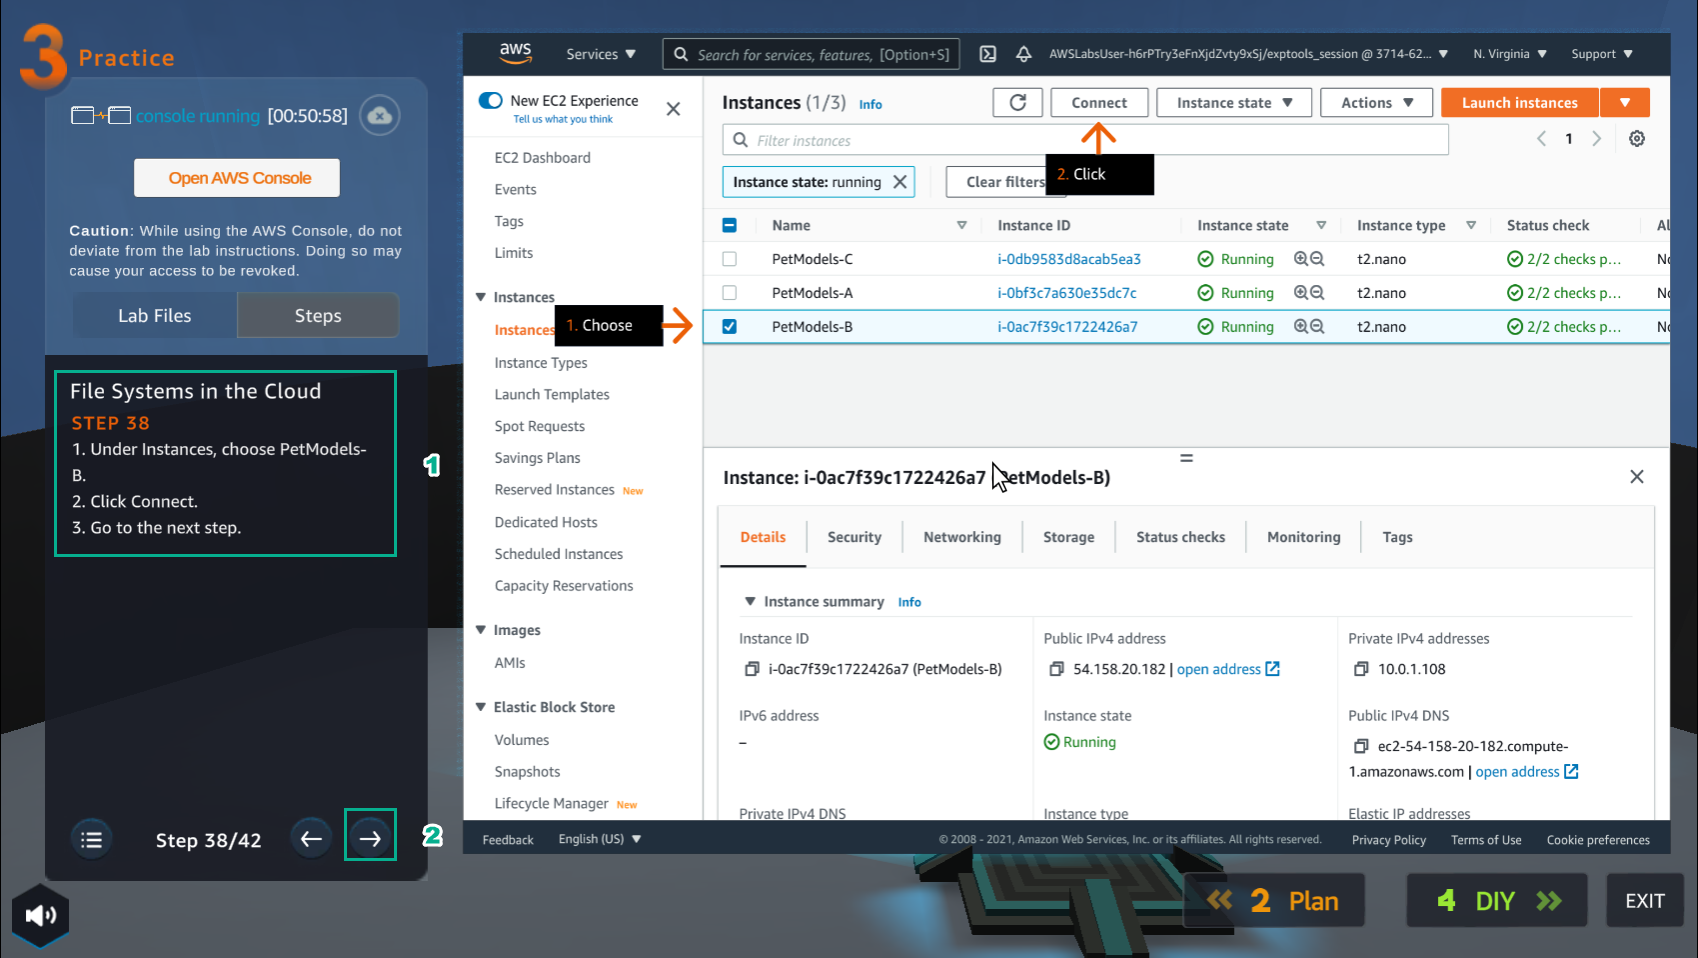 3 Practice
console running [00:50:58]
Open AWS Console
Caution: While using the AWS Console, do not
deviate from the lab instructions. Doing so may
cause your access to be revoked.
Lab Files
Steps
File Systems in the Cloud
STEP 38
1. Under Instances, choose PetModels-
B.
2. Click Connect.
3. Go to the next step.
1
Step 38/42
2
aws
Services
Search for services, features, [Option+S]
AWSLabsUser-h6rPTry3eFnXjdZvty9xSj/exptools_session @ 3714-62...
N. Virginia
Support
New EC2 Experience
Tell us what you think
EC2 Dashboard
Events
Tags
Limits
Instances
Instances
1. Choose
Instance Types
Launch Templates
Spot Requests
Savings Plans
Reserved Instances New
Dedicated Hosts
Scheduled Instances
Capacity Reservations
Images
AMIs
Elastic Block Store
Volumes
Snapshots
Lifecycle Manager New
Instances (1/3) Info
Connect
Instance state
Actions
Launch instances
Filter instances
1
2. Click
Instance state: running
Clear filters
Name Instance ID Instance state Instance type Status check Al
PetModels-C i-0db9583d8acab5ea3 Running t2.nano 2/2 checks p... No
PetModels-A i-0bf3c7a630e35dc7c Running t2.nano 2/2 checks p... No
PetModels-B i-0ac7f39c1722426a7 Running t2.nano 2/2 checks p... No
Instance: i-0ac7f39c1722426a7 (PetModels-B)
Details Security Networking Storage Status checks Monitoring Tags
Instance summary Info
Instance ID
i-0ac7f39c1722426a7 (PetModels-B)
Public IPv4 address
54.158.20.182 | open address
Private IPv4 addresses
10.0.1.108
IPv6 address
–
Instance state
Running
Public IPv4 DNS
ec2-54-158-20-182.compute-
1.amazonaws.com | open address
Private IPv4 DNS
Instance type
Elastic IP addresses
Feedback
English (US)
© 2008 - 2021, Amazon Web Services, Inc. or its affiliates. All rights reserved.
Privacy Policy
Terms of Use
Cookie preferences
2 Plan
4 DIY
EXIT